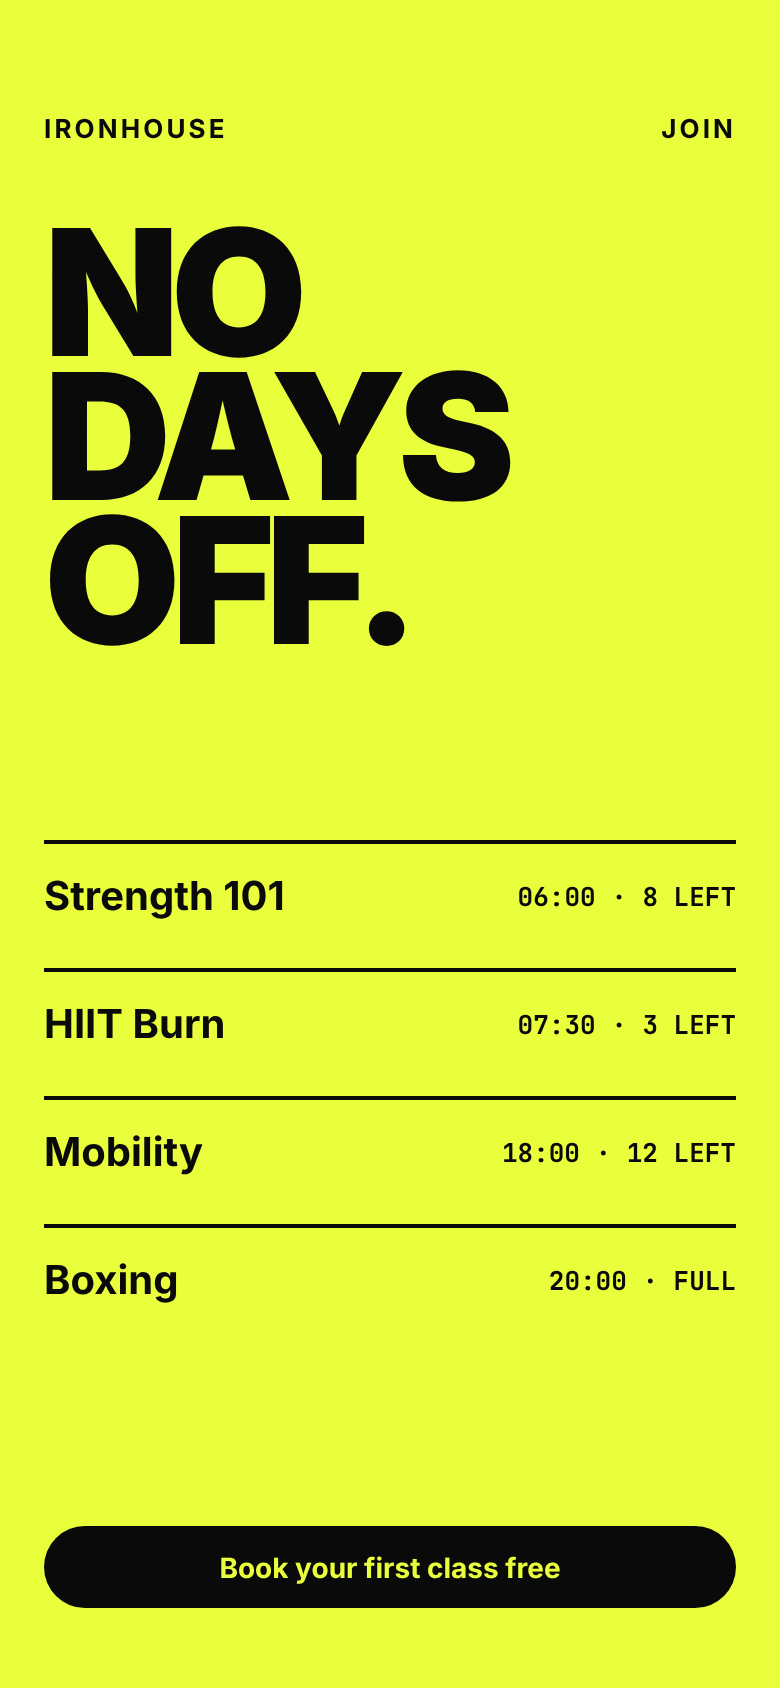 IRONHOUSE JOIN
NO
DAYS
OFF.
Strength 101 06:00 · 8 LEFT
HIIT Burn 07:30 · 3 LEFT
Mobility 18:00 · 12 LEFT
Boxing 20:00 · FULL
Book your first class free